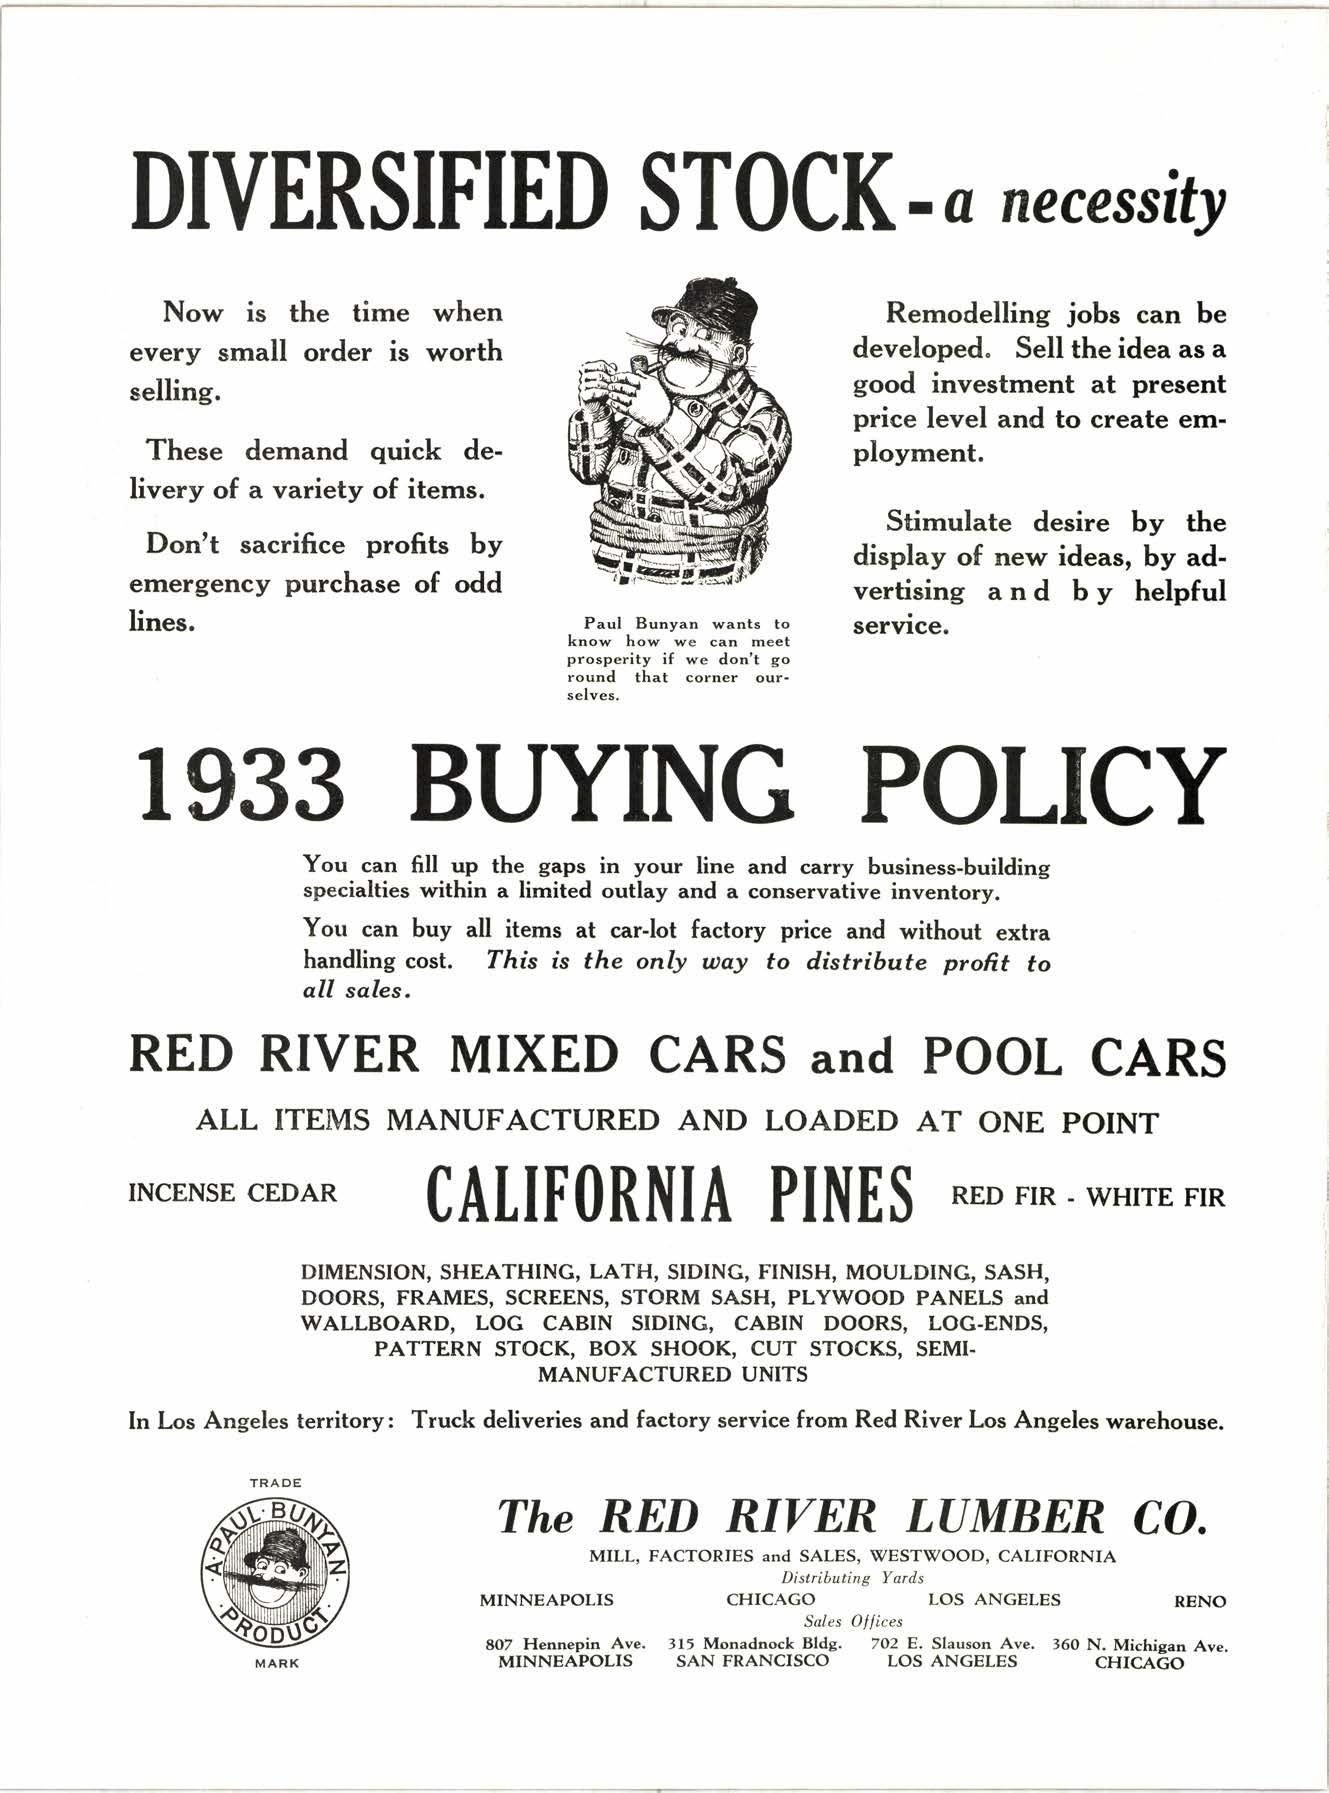 DIVERSIFIED STOCK - a necessity
Now is the time when
every small order is worth
selling.
These demand quick de-
livery of a variety of items.
Don't sacrifice profits by
emergency purchase of odd
lines.
Paul Bunyan wants to
know how we can meet
prosperity if we don't go
round that corner our-
selves.
Remodelling jobs can be
developed. Sell the idea as a
good investment at present
price level and to create em-
ployment.
Stimulate desire by the
display of new ideas, by ad-
vertising and by helpful
service.
1933 BUYING POLICY
You can fill up the gaps in your line and carry business-building
specialties within a limited outlay and a conservative inventory.
You can buy all items at car-lot factory price and without extra
handling cost. This is the only way to distribute profit to
all sales.
RED RIVER MIXED CARS and POOL CARS
ALL ITEMS MANUFACTURED AND LOADED AT ONE POINT
INCENSE CEDAR CALIFORNIA PINES RED FIR - WHITE FIR
DIMENSION, SHEATHING, LATH, SIDING, FINISH, MOULDING, SASH,
DOORS, FRAMES, SCREENS, STORM SASH, PLYWOOD PANELS and
WALLBOARD, LOG CABIN SIDING, CABIN DOORS, LOG-ENDS,
PATTERN STOCK, BOX SHOOK, CUT STOCKS, SEMI-
MANUFACTURED UNITS
In Los Angeles territory: Truck deliveries and factory service from Red River Los Angeles warehouse.
TRADE
A·PAUL·BUNYAN·
·PRODUCT·
MARK
The RED RIVER LUMBER CO.
MILL, FACTORIES and SALES, WESTWOOD, CALIFORNIA
Distributing Yards
MINNEAPOLIS CHICAGO LOS ANGELES RENO
Sales Offices
807 Hennepin Ave. 315 Monadnock Bldg. 702 E. Slauson Ave. 360 N. Michigan Ave.
MINNEAPOLIS SAN FRANCISCO LOS ANGELES CHICAGO